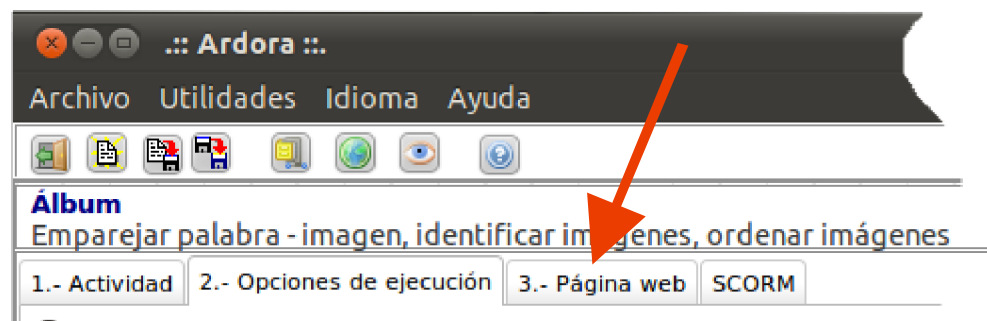 .:: Ardora ::.
Archivo Utilidades Idioma Ayuda
Álbum
Emparejar palabra - imagen, identificar imágenes, ordenar imágenes
1.- Actividad 2.- Opciones de ejecución 3.- Página web SCORM